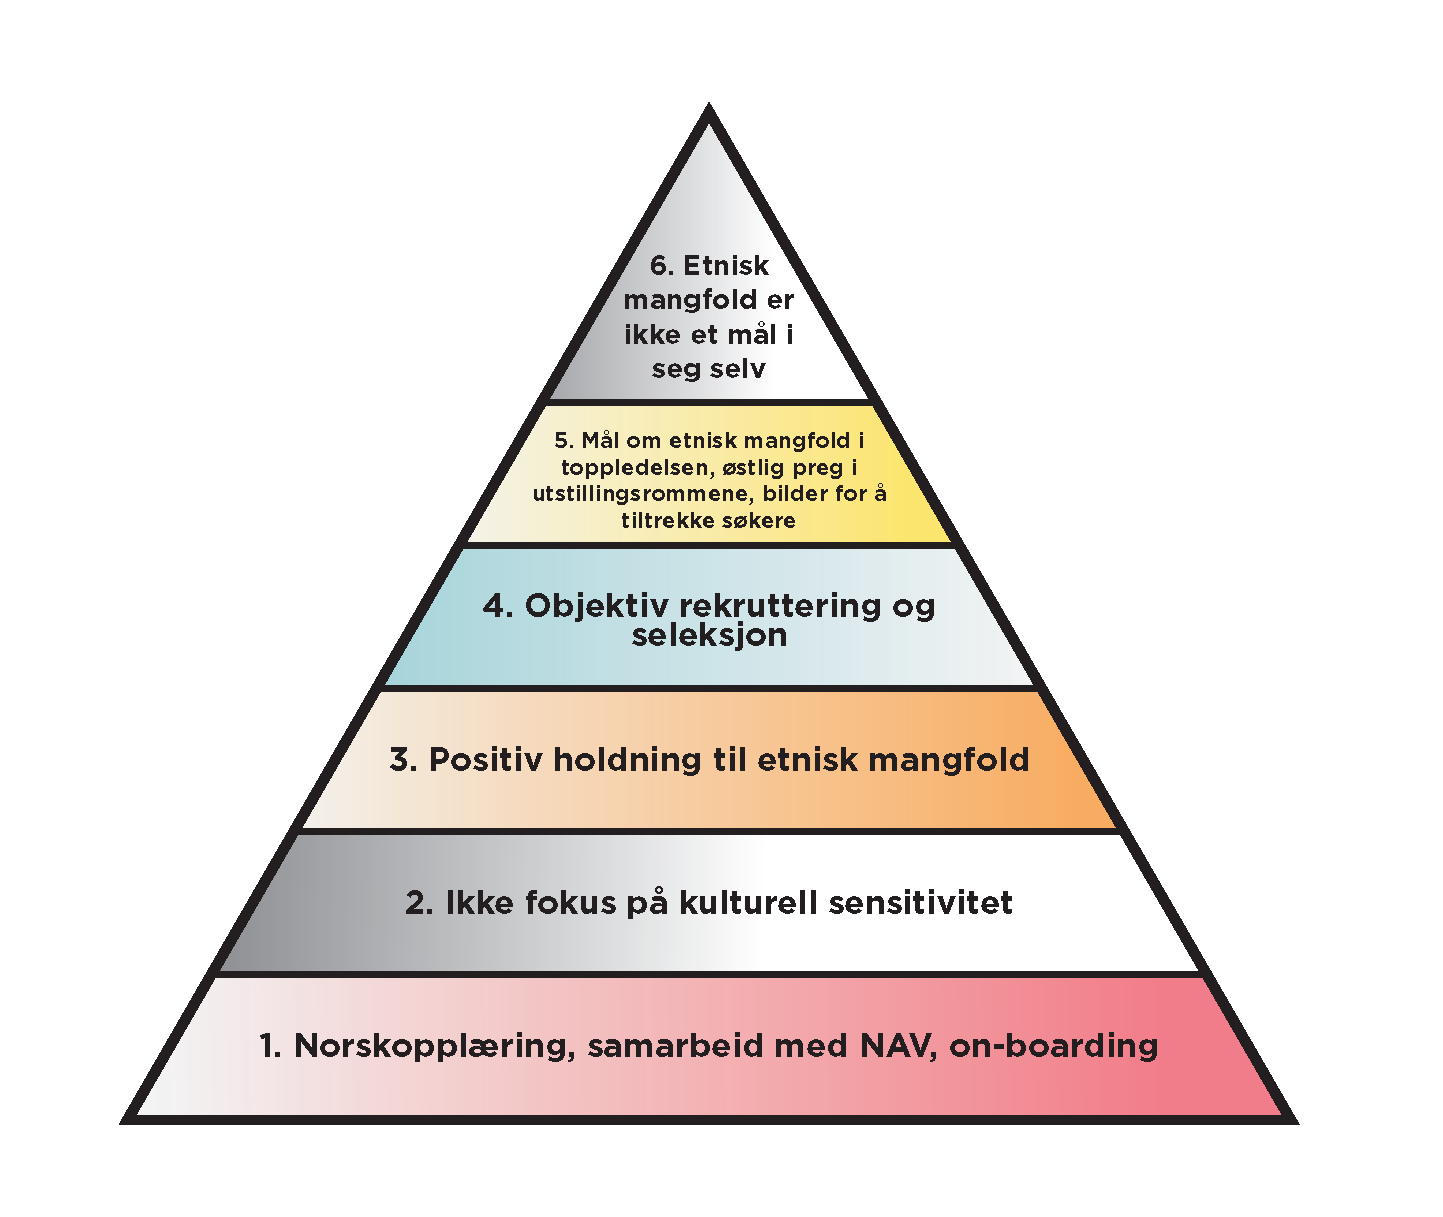 6. Etnisk
mangfold er
ikke et mål i
seg selv
5. Mål om etnisk mangfold i
toppledelsen, østlig preg i
utstillingsrommene, bilder for å
tiltrekke søkere
4. Objektiv rekruttering og
seleksjon
3. Positiv holdning til etnisk mangfold
2. Ikke fokus på kulturell sensitivitet
1. Norskopplæring, samarbeid med NAV, on-boarding